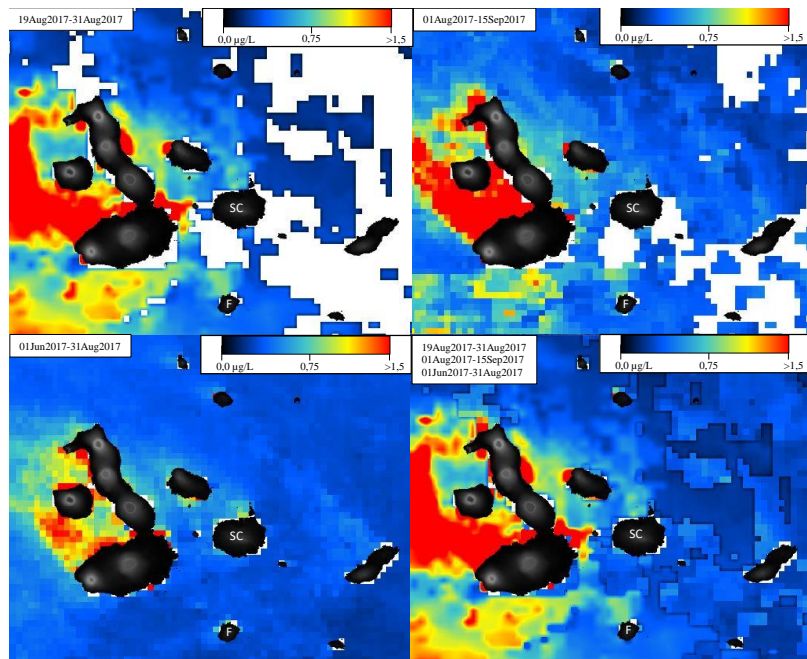 19Aug2017-31Aug2017
0,0 µg/L 0,75 >1,5
SC
F
01Aug2017-15Sep2017
0,0 µg/L 0,75 >1,5
SC
F
01Jun2017-31Aug2017
0,0 µg/L 0,75 >1,5
SC
F
19Aug2017-31Aug2017
01Aug2017-15Sep2017
01Jun2017-31Aug2017
0,0 µg/L 0,75 >1,5
SC
F